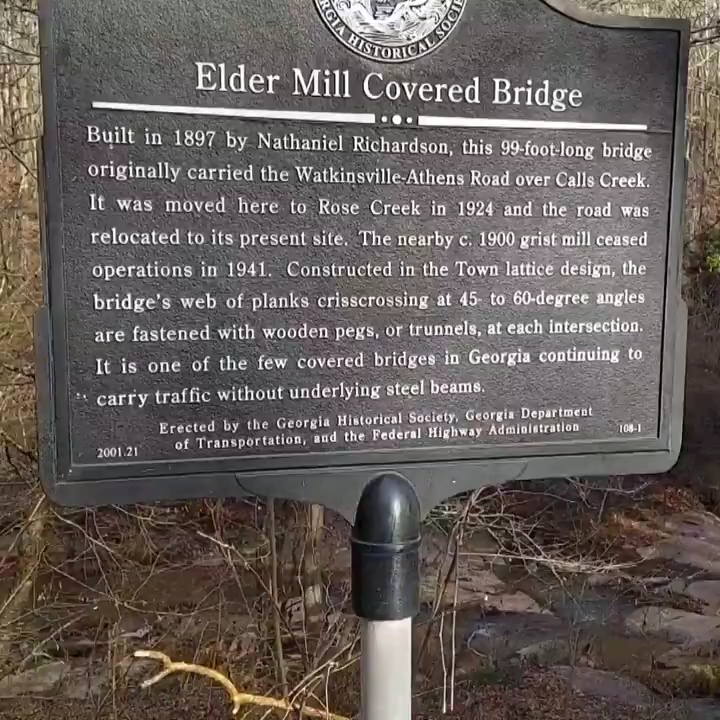 GIA HISTORICAL SOCIE
Elder Mill Covered Bridge
Built in 1897 by Nathaniel Richardson, this 99-foot-long bridge
originally carried the Watkinsville-Athens Road over Calls Creek.
It was moved here to Rose Creek in 1924 and the road was
relocated to its present site. The nearby c. 1900 grist mill ceased
operations in 1941. Constructed in the Town lattice design, the
bridge's web of planks crisscrossing at 45- to 60-degree angles
are fastened with wooden pegs, or trunnels, at each intersection.
It is one of the few covered bridges in Georgia continuing to
carry traffic without underlying steel beams.
Erected by the Georgia Historical Society, Georgia Department
of Transportation, and the Federal Highway Administration
2001.21 108-1